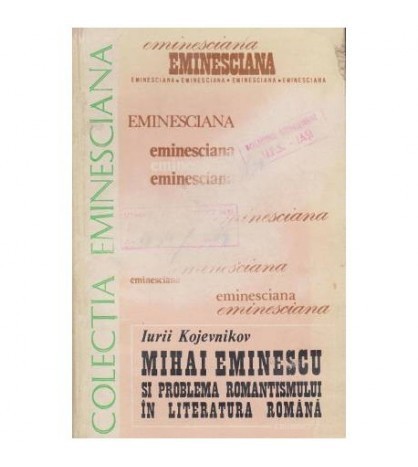 COLECTIA EMINESCIANA
eminesciana
EMINESCIANA
EMINESCIANA • EMINESCIANA • EMINESCIANA • EMINESCIANA
EMINESCIANA
eminesciana
eminesciana
eminesciana
eminesciana
eminesciana
eminesciana
eminesciana
eminesciana
Iurii Kojevnikov
MIHAI EMINESCU
SI PROBLEMA ROMANTISMULUI
ÎN LITERATURA ROMÂNĂ